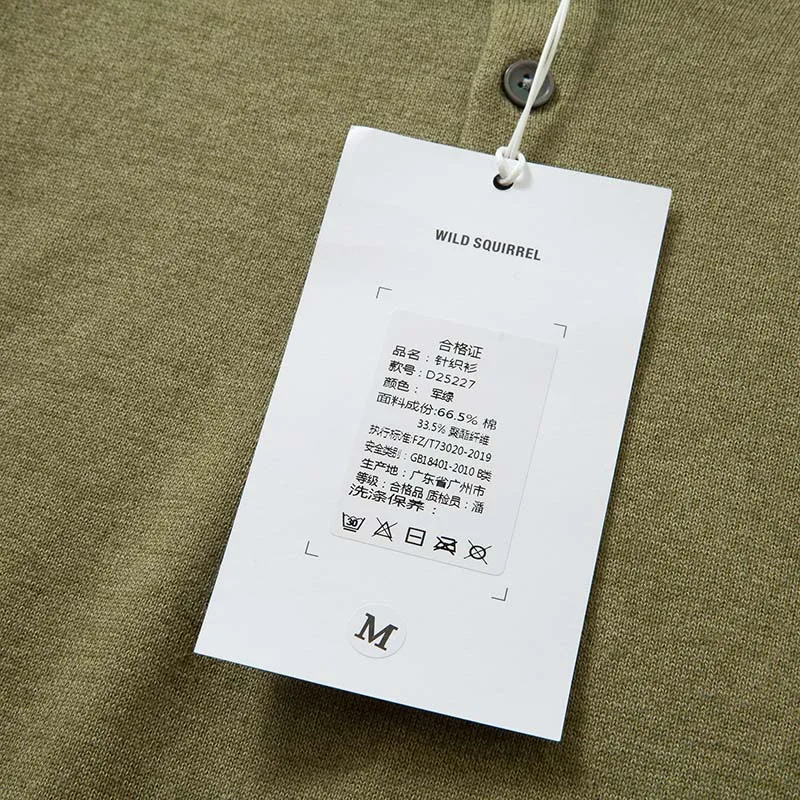 WILD SQUIRREL
合格证
品名：针织衫
款号：D25227
颜色： 军绿
面料成份:66.5% 棉
33.5% 聚酯纤维
执行标准:FZ/T73020-2019
安全类别：GB18401-2010 B类
生产地：广东省广州市
等级：合格品 质检员：潘
洗涤保养：
30
M